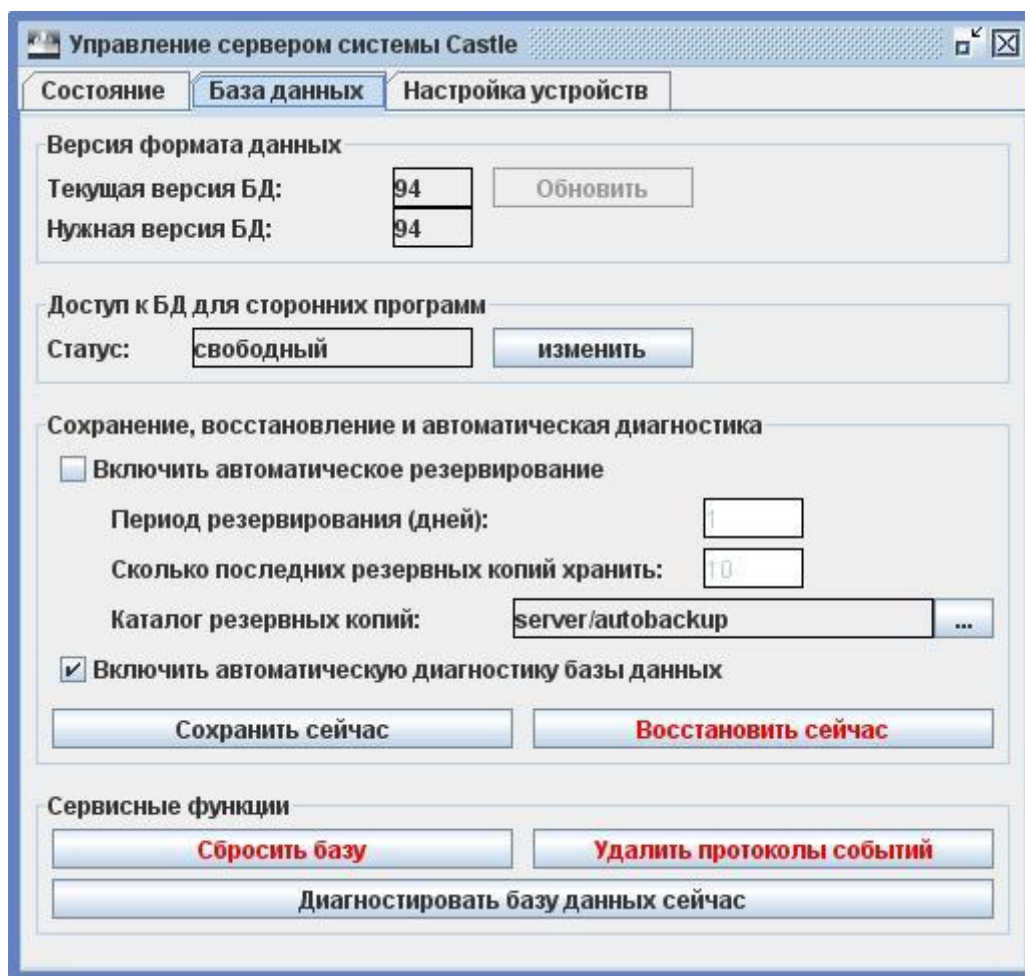 Управление сервером системы Castle
Состояние База данных Настройка устройств
Версия формата данных
Текущая версия БД: 94 Обновить
Нужная версия БД: 94
Доступ к БД для сторонних программ
Статус: свободный изменить
Сохранение, восстановление и автоматическая диагностика
Включить автоматическое резервирование
Период резервирования (дней): 1
Сколько последних резервных копий хранить: 10
Каталог резервных копий: server/autobackup ...
Включить автоматическую диагностику базы данных
Сохранить сейчас Восстановить сейчас
Сервисные функции
Сбросить базу Удалить протоколы событий
Диагностировать базу данных сейчас